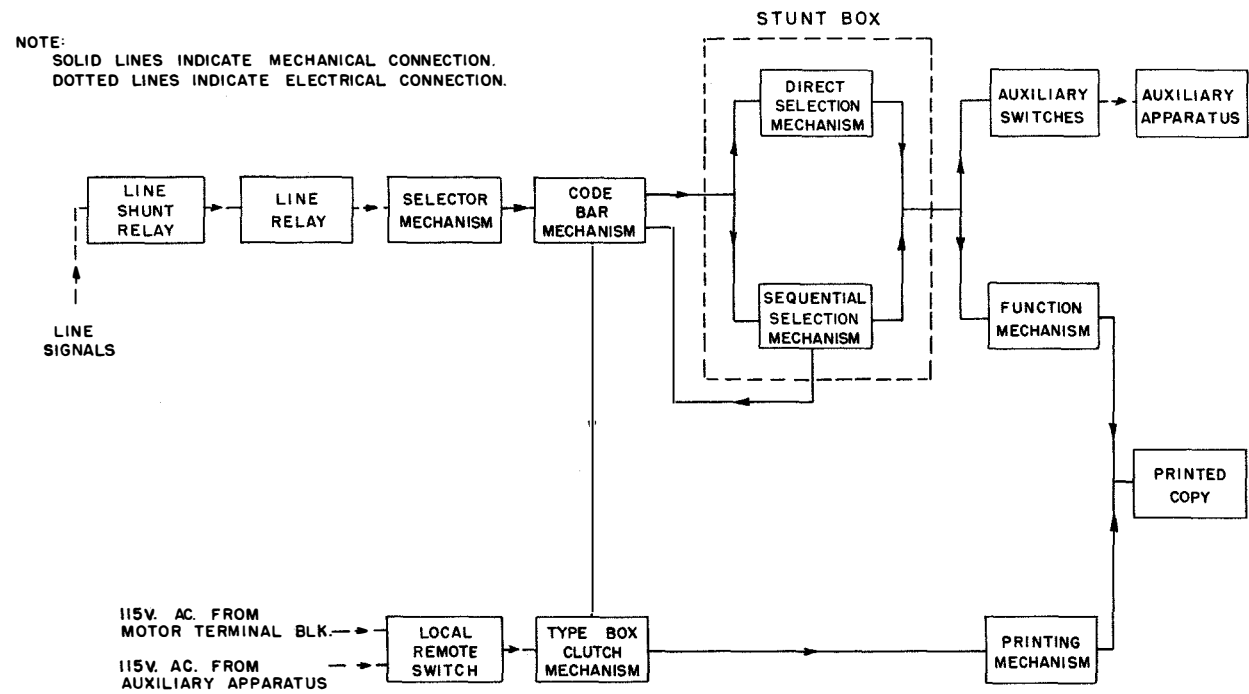 STUNT BOX
NOTE:
SOLID LINES INDICATE MECHANICAL CONNECTION.
DOTTED LINES INDICATE ELECTRICAL CONNECTION.
DIRECT
SELECTION
MECHANISM
AUXILIARY
SWITCHES
AUXILIARY
APPARATUS
LINE
SHUNT
RELAY
LINE
RELAY
SELECTOR
MECHANISM
CODE
BAR
MECHANISM
SEQUENTIAL
SELECTION
MECHANISM
FUNCTION
MECHANISM
LINE
SIGNALS
PRINTED
COPY
115V. AC. FROM
MOTOR TERMINAL BLK.
115V. AC. FROM
AUXILIARY APPARATUS
LOCAL
REMOTE
SWITCH
TYPE BOX
CLUTCH
MECHANISM
PRINTING
MECHANISM